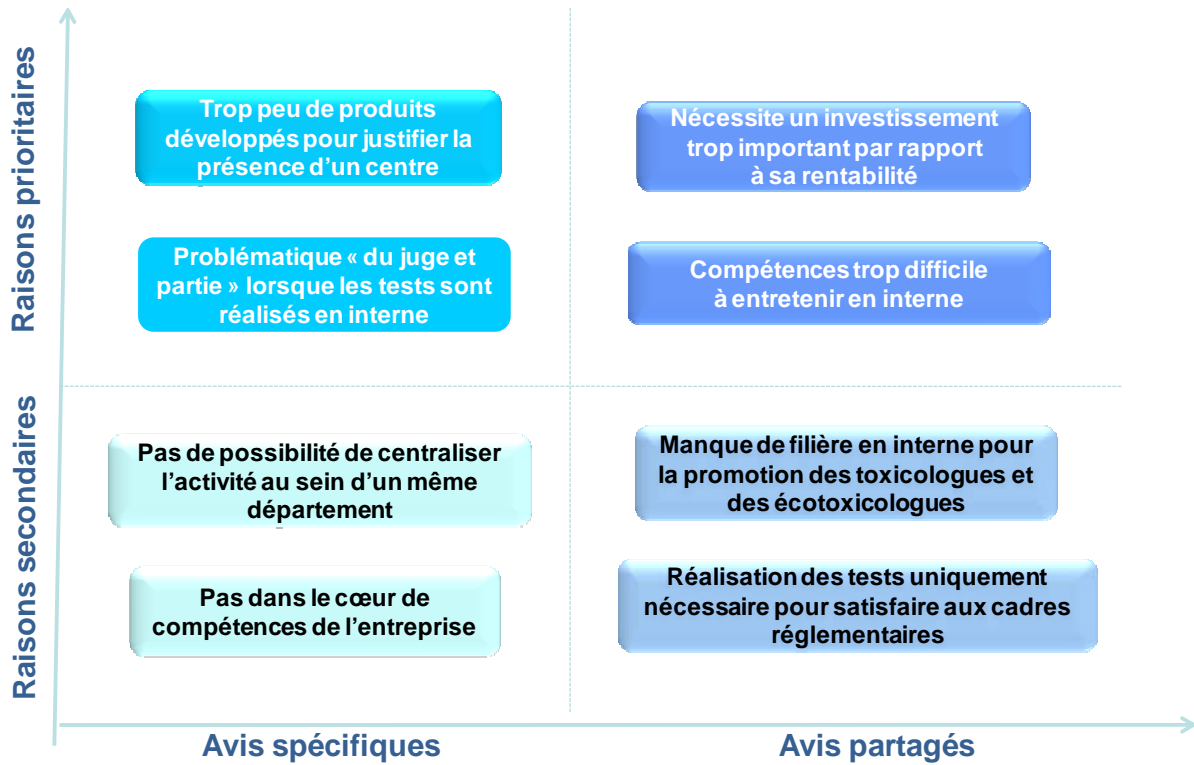 Raisons prioritaires
Trop peu de produits
développés pour justifier la
présence d’un centre
Nécessite un investissement
trop important par rapport
à sa rentabilité
Problématique « du juge et
partie » lorsque les tests sont
réalisés en interne
Compétences trop difficile
à entretenir en interne
Raisons secondaires
Pas de possibilité de centraliser
l’activité au sein d’un même
département
Manque de filière en interne pour
la promotion des toxicologues et
des écotoxicologues
Pas dans le cœur de
compétences de l’entreprise
Réalisation des tests uniquement
nécessaire pour satisfaire aux cadres
réglementaires
Avis spécifiques
Avis partagés